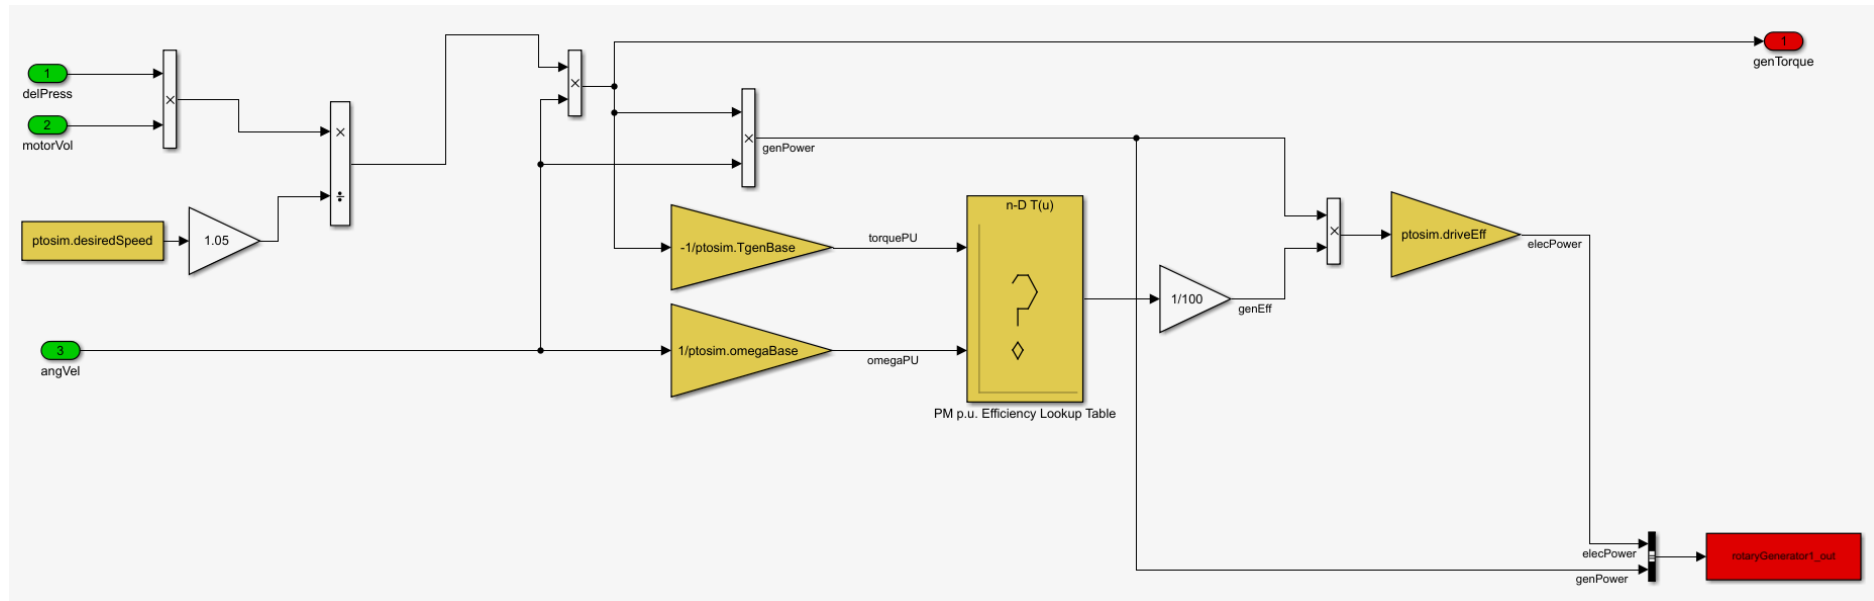 1
delPress
2
motorVol
×
ptosim.desiredSpeed
1.05
×
÷
3
angVel
×
×
genPower
-1/ptosim.TgenBase
torquePU
1/ptosim.omegaBase
omegaPU
n-D T(u)
PM p.u. Efficiency Lookup Table
1/100
genEff
×
ptosim.driveEff
elecPower
1
genTorque
elecPower
genPower
rotaryGenerator1_out